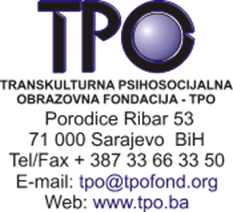 TPO
TRANSKULTURNA PSIHOSOCIJALNA
OBRAZOVNA FONDACIJA - TPO
Porodice Ribar 53
71 000 Sarajevo BiH
Tel/Fax + 387 33 66 33 50
E-mail: tpo@tpofond.org
Web: www.tpo.ba